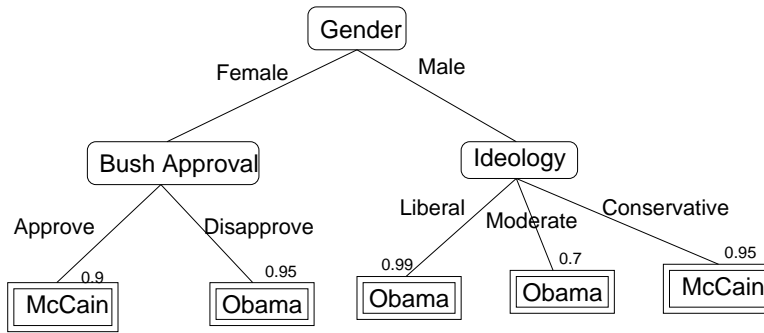 Gender
Female
Male
Bush Approval
Ideology
Approve
Disapprove
Liberal
Moderate
Conservative
0.9
0.95
0.99
0.7
0.95
McCain
Obama
Obama
Obama
McCain